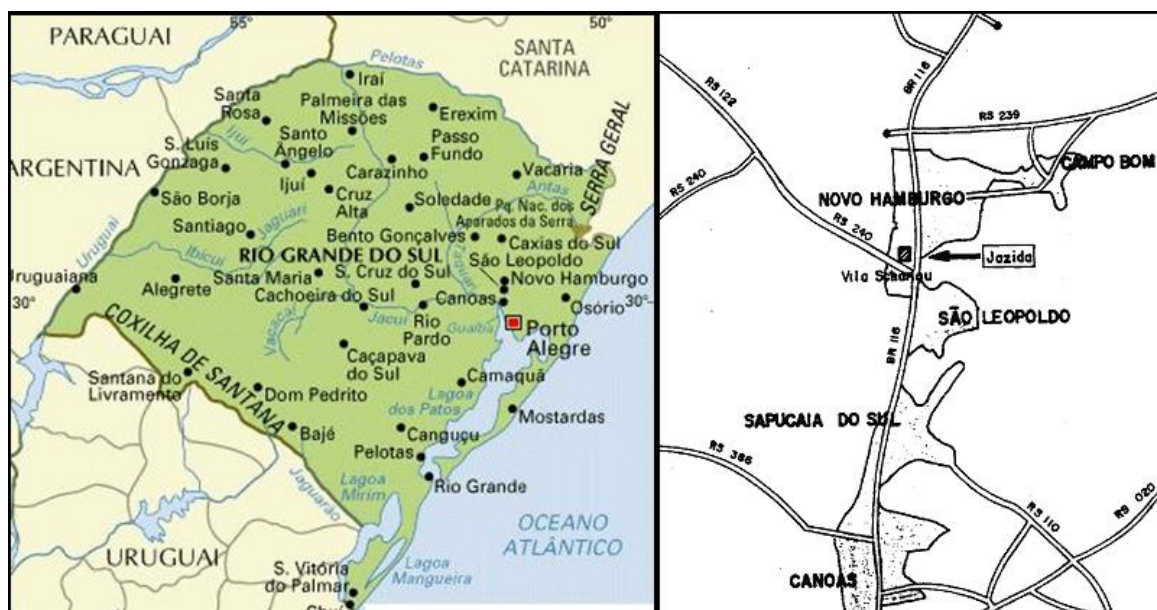 55°
50°
PARAGUAI
SANTA
CATARINA
Pelotas
Iraí
Santa
Rosa
Palmeira das
Missões
Erexim
Ijuí
Santo
Ângelo
Passo
Fundo
S. Luís
Gonzaga
ARGENTINA
Ijuí
Carazinho
Vacaria
SERRA GERAL
São Borja
Cruz
Alta
Soledade
Antas
Pq. Nac. dos
Aparados da Serra
Santiago
Jaguari
Bento Gonçalves
Caxias do Sul
Uruguai
Ibicuí
RIO GRANDE DO SUL
Taquari
São Leopoldo
Uruguaiana
Alegrete
Santa Maria
S. Cruz do Sul
Novo Hamburgo
Cachoeira do Sul
Canoas
30°
30°
Osório
Vacacaí
Jacuí
Rio
Pardo
Guaíba
Porto
Alegre
COXILHA DE SANTANA
Caçapava
do Sul
Santana do
Livramento
Dom Pedrito
Camaquã
Lagoa
dos Patos
Mostardas
Bajé
Canguçu
Pelotas
Jaguarão
Lagoa
Mirim
Rio Grande
URUGUAI
OCEANO
ATLÂNTICO
S. Vitória
do Palmar
Lagoa
Mangueira
Chuí
BR 116
RS 122
RS 239
CAMPO BOM
RS 240
NOVO HAMBURGO
RS 240
Jazida
Vila Scharlau
SÃO LEOPOLDO
BR 116
SAPUCAIA DO SUL
RS 386
RS 110
RS 020
CANOAS